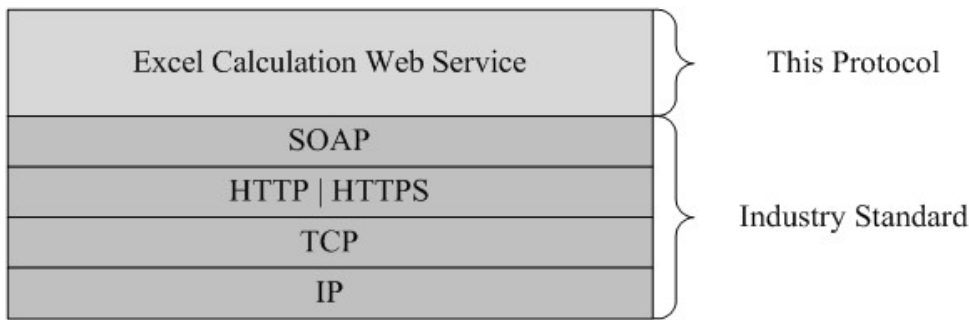 Excel Calculation Web Service
This Protocol
SOAP
HTTP | HTTPS
TCP
IP
Industry Standard